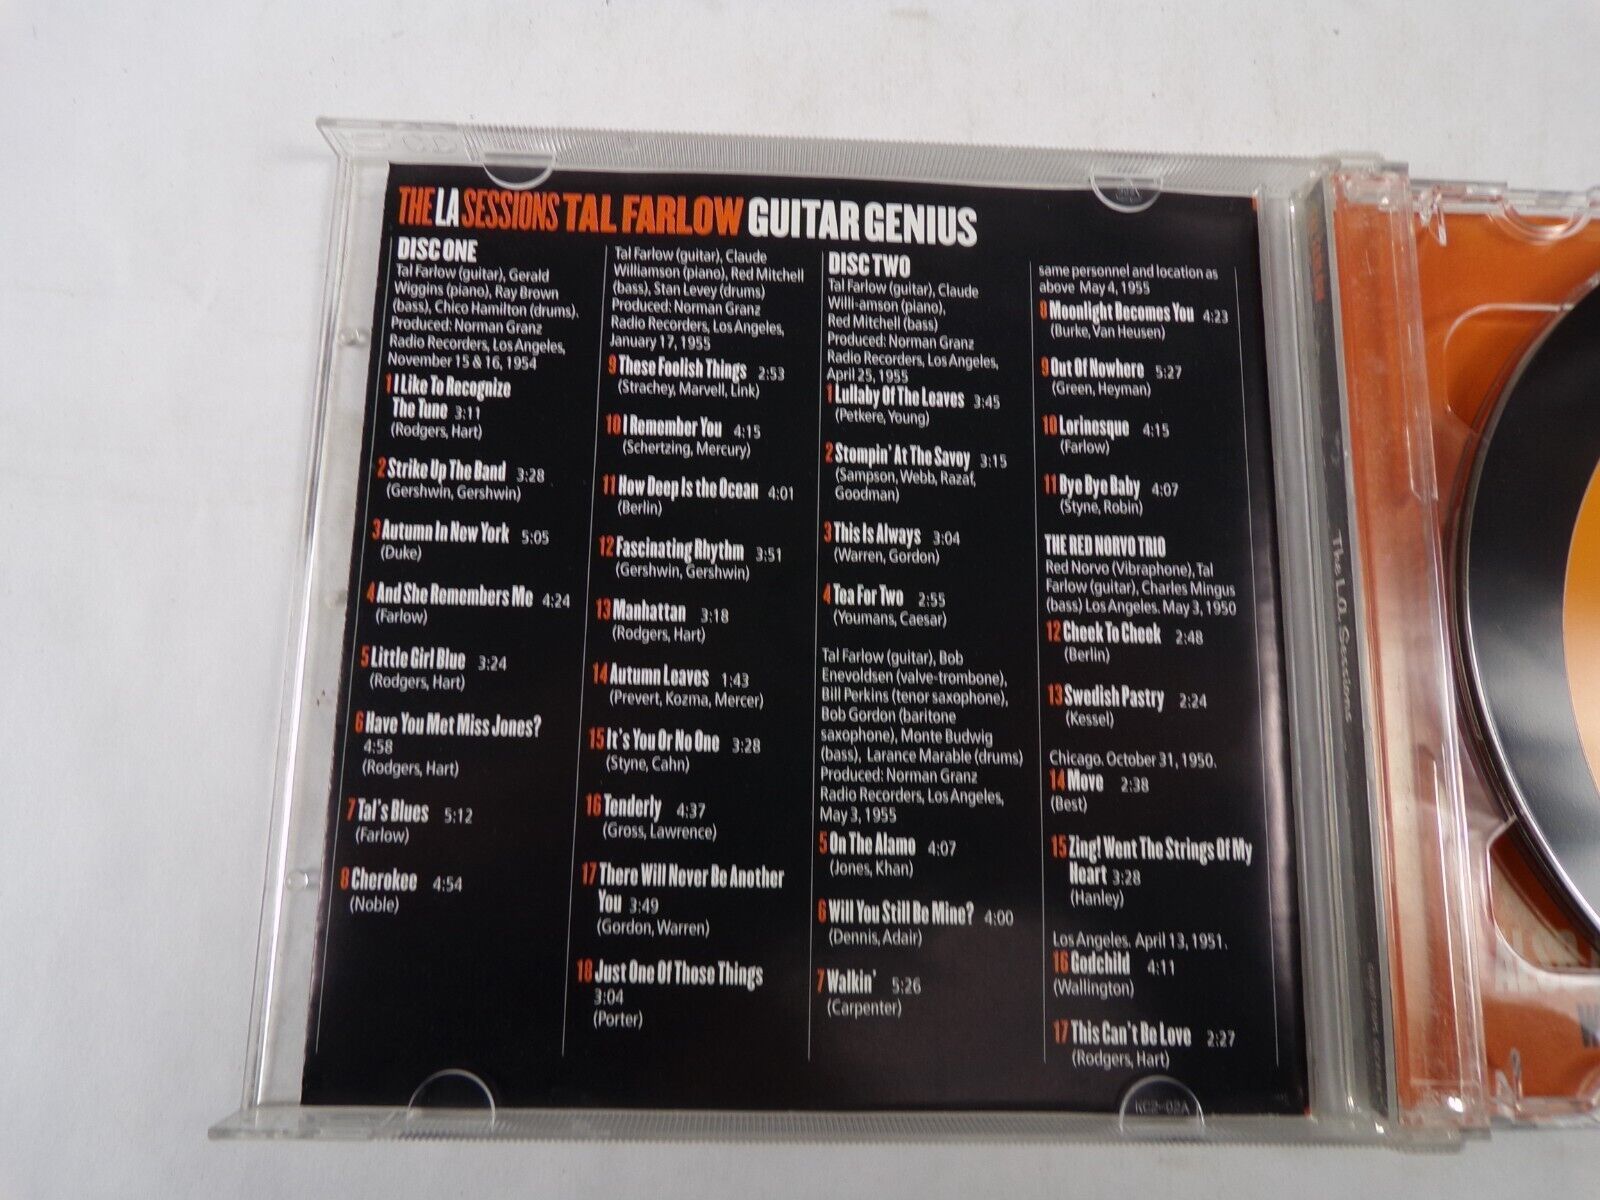 THE LA SESSIONS TAL FARLOW GUITAR GENIUS
DISC ONE
Tal Farlow (guitar), Gerald
Wiggins (piano), Ray Brown
(bass), Chico Hamilton (drums).
Produced: Norman Granz
Radio Recorders, Los Angeles,
November 15 & 16, 1954
1 I Like To Recognize
The Tune 3:11
(Rodgers, Hart)
2 Strike Up The Band 3:28
(Gershwin, Gershwin)
3 Autumn In New York 5:05
(Duke)
4 And She Remembers Me 4:24
(Farlow)
5 Little Girl Blue 3:24
(Rodgers, Hart)
6 Have You Met Miss Jones?
4:58
(Rodgers, Hart)
7 Tal's Blues 5:12
(Farlow)
8 Cherokee 4:54
(Noble)
Tal Farlow (guitar), Claude
Williamson (piano), Red Mitchell
(bass), Stan Levey (drums)
Produced: Norman Granz
Radio Recorders, Los Angeles,
January 17, 1955
9 These Foolish Things 2:53
(Strachey, Marvell, Link)
10 I Remember You 4:15
(Schertzing, Mercury)
11 How Deep Is the Ocean 4:01
(Berlin)
12 Fascinating Rhythm 3:51
(Gershwin, Gershwin)
13 Manhattan 3:18
(Rodgers, Hart)
14 Autumn Leaves 1:43
(Prevert, Kozma, Mercer)
15 It's You Or No One 3:28
(Styne, Cahn)
16 Tenderly 4:37
(Gross, Lawrence)
17 There Will Never Be Another
You 3:49
(Gordon, Warren)
18 Just One Of Those Things
3:04
(Porter)
DISC TWO
Tal Farlow (guitar), Claude
Will-amson (piano),
Red Mitchell (bass)
Produced: Norman Granz
Radio Recorders, Los Angeles,
April 25, 1955
1 Lullaby Of The Leaves 3:45
(Petkere, Young)
2 Stompin' At The Savoy 3:15
(Sampson, Webb, Razaf,
Goodman)
3 This Is Always 3:04
(Warren, Gordon)
4 Tea For Two 2:55
(Youmans, Caesar)
Tal Farlow (guitar), Bob
Enevoldsen (valve-trombone),
Bill Perkins (tenor saxophone),
Bob Gordon (baritone
saxophone), Monte Budwig
(bass), Larance Marable (drums)
Produced: Norman Granz
Radio Recorders, Los Angeles,
May 3, 1955
5 On The Alamo 4:07
(Jones, Khan)
6 Will You Still Be Mine? 4:00
(Dennis, Adair)
7 Walkin' 5:26
(Carpenter)
same personnel and location as
above May 4, 1955
8 Moonlight Becomes You 4:23
(Burke, Van Heusen)
9 Out Of Nowhere 5:27
(Green, Heyman)
10 Lorinesque 4:15
(Farlow)
11 Bye Bye Baby 4:07
(Styne, Robin)
THE RED NORVO TRIO
Red Norvo (Vibraphone), Tal
Farlow (guitar), Charles Mingus
(bass) Los Angeles. May 3, 1950
12 Cheek To Cheek 2:48
(Berlin)
13 Swedish Pastry 2:24
(Kessel)
Chicago. October 31, 1950.
14 Move 2:38
(Best)
15 Zing! Went The Strings Of My
Heart 3:28
(Hanley)
Los Angeles. April 13, 1951.
16 Godchild 4:11
(Wallington)
17 This Can't Be Love 2:27
(Rodgers, Hart)
KC2-02A
The L.A. Sessions